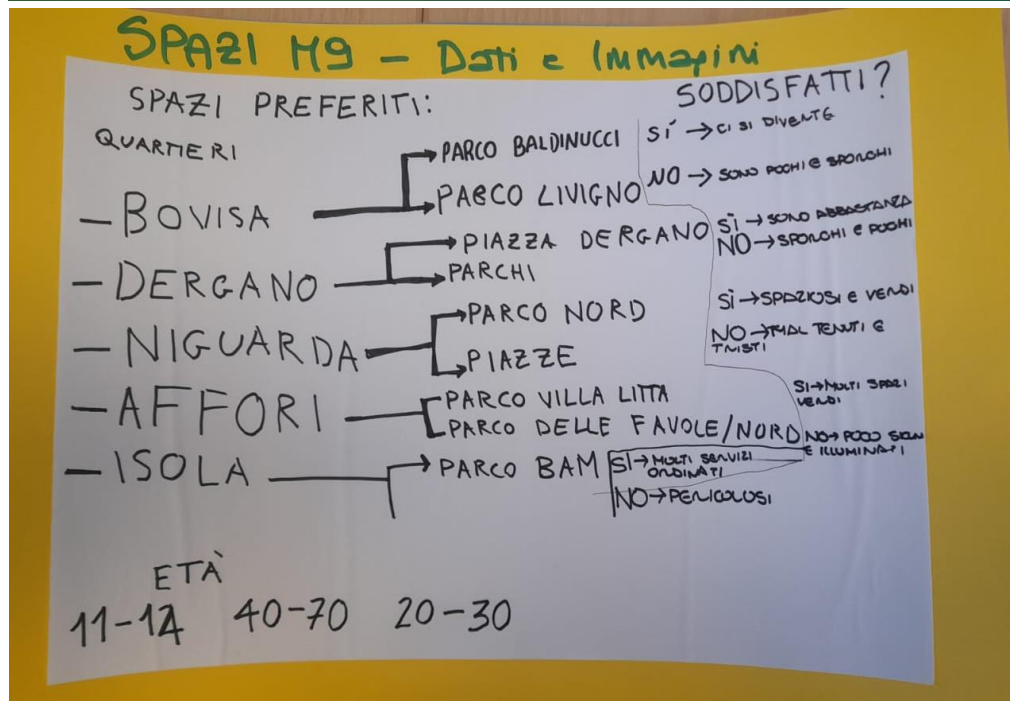 SPAZI M9 - Dati e Immagini
SPAZI PREFERITI:
SODDISFATTI?
QUARTIERI
- BOVISA
→ PARCO BALDINUCCI
→ PARCO LIVIGNO
SÍ → CI SI DIVERTE
NO → SONO POCHI E SPORCHI
- DERGANO
→ PIAZZA DERGANO
→ PARCHI
SÌ → SONO ABBASTANZA
NO → SPORCHI E POCHI
- NIGUARDA
→ PARCO NORD
→ PIAZZE
SÌ → SPAZIOSI E VERDI
NO → MAL TENUTI E
TRISTI
- AFFORI
PARCO VILLA LITTA
PARCO DELLE FAVOLE/NORD
SI → MOLTI SPAZI
VERDI
NO → POCO SICURI
E ILLUMINATI
- ISOLA
→ PARCO BAM
SI → MOLTI SERVIZI
ORDINATI
NO → PERICOLOSI
ETÀ
11-14 40-70 20-30